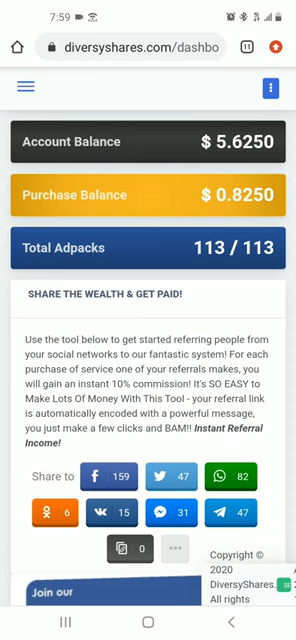 7:59
diversyshares.com/dashbo
11
Account Balance $ 5.6250
Purchase Balance $ 0.8250
Total Adpacks 113 / 113
SHARE THE WEALTH & GET PAID!
Use the tool below to get started referring people from
your social networks to our fantastic system! For each
purchase of service one of your referrals makes, you
will gain an instant 10% commission! It's SO EASY to
Make Lots Of Money With This Tool - your referral link
is automatically encoded with a powerful message,
you just make a few clicks and BAM!! Instant Referral
Income!
Share to 159 47 82
6 15 31 47
0
Copyright ©
2020
DiversyShares.
All rights
Join our